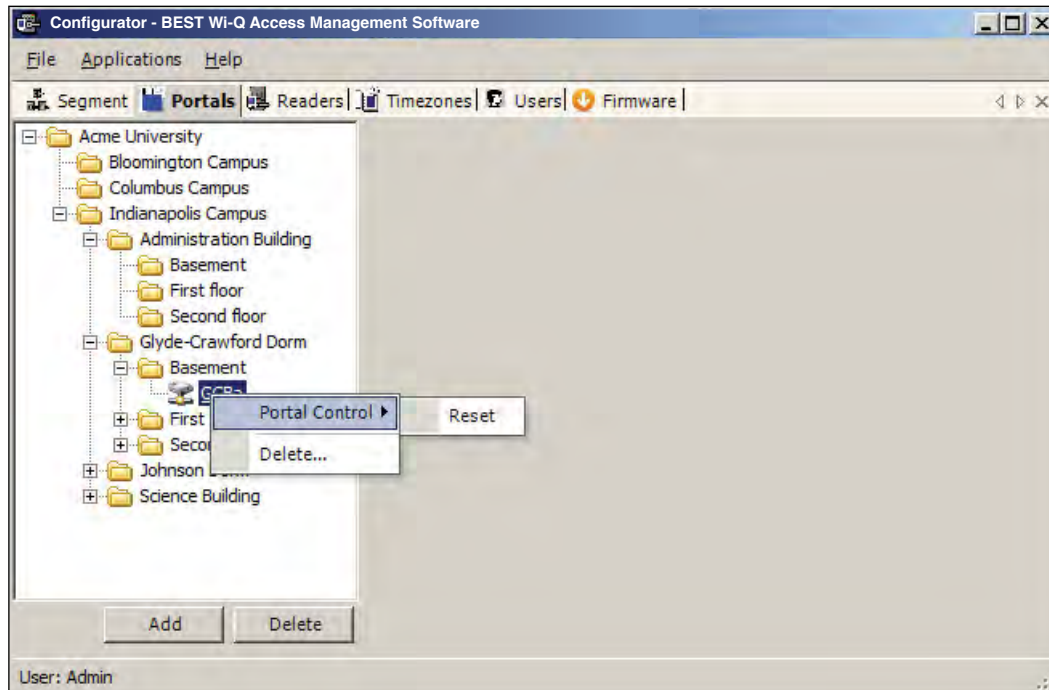 Configurator - BEST Wi-Q Access Management Software
File Applications Help
Segment Portals Readers Timezones Users Firmware
Acme University
Bloomington Campus
Columbus Campus
Indianapolis Campus
Administration Building
Basement
First floor
Second floor
Glyde-Crawford Dorm
Basement
Portal Control Reset
First
Delete...
Johnson
Science Building
Add Delete
User: Admin